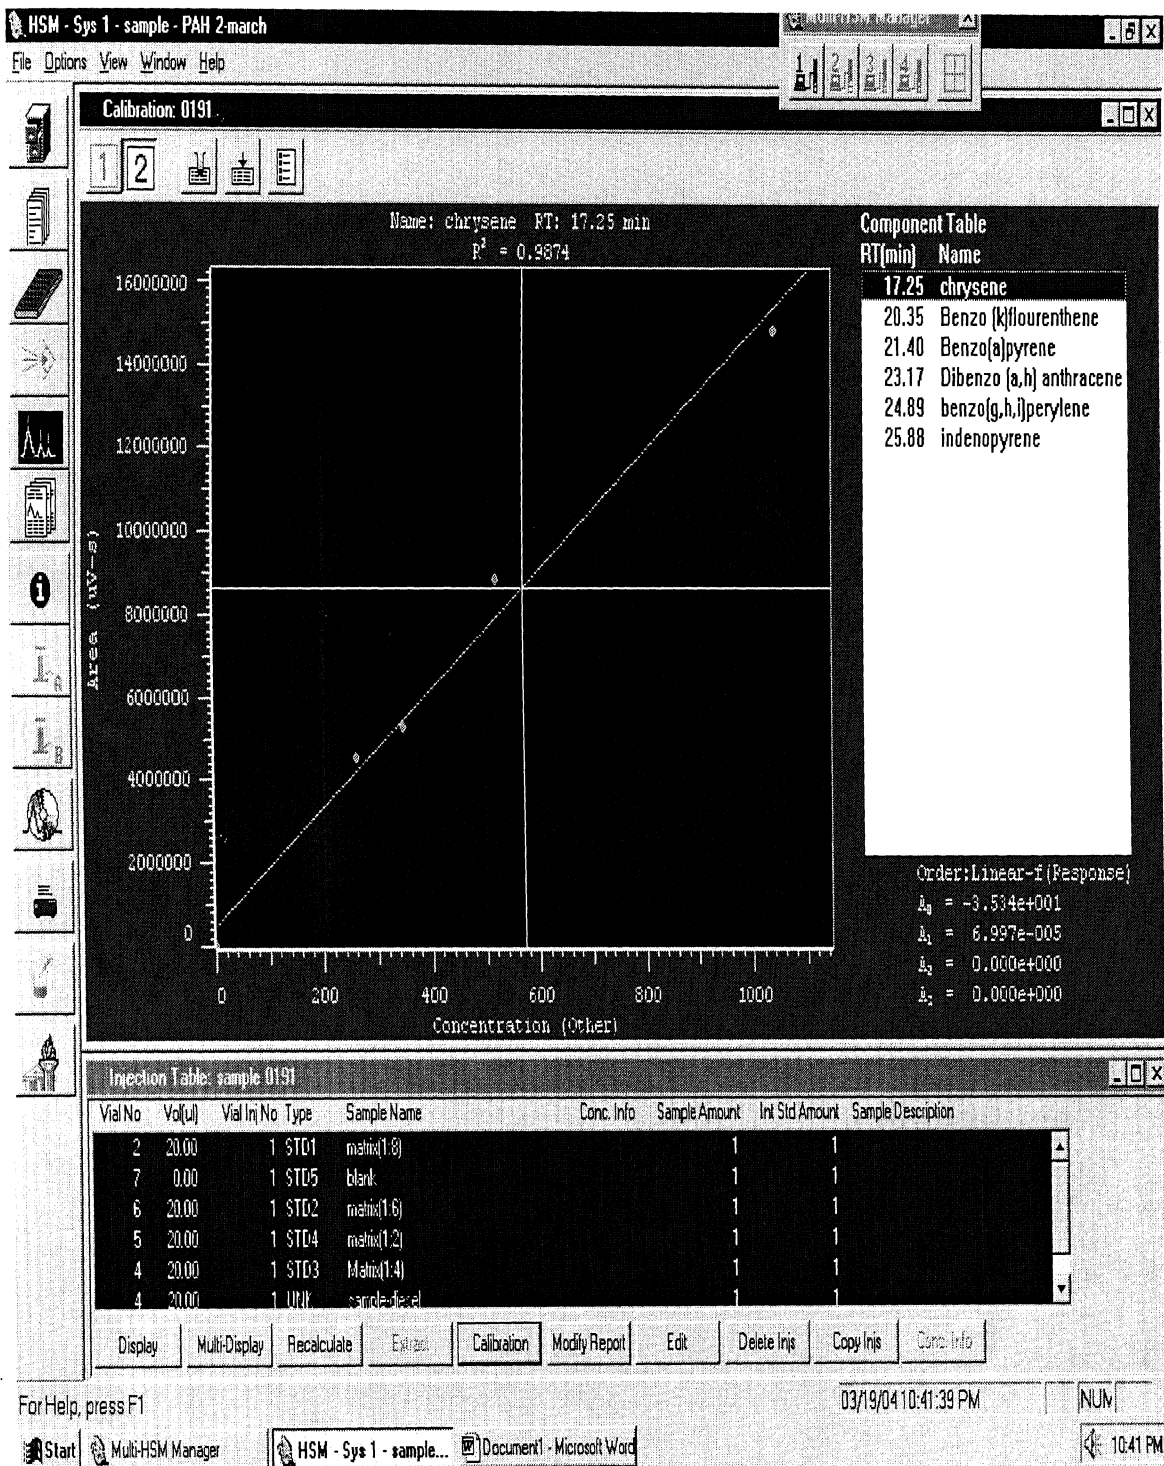 HSM - Sys 1 - sample - PAH 2-march
Multi HSM Manager
File Options View Window Help
1 2 3 4
Calibration: 0191
1 2
Name: chrysene RT: 17.25 min
R² = 0.9874
Component Table
RT(min) Name
17.25 chrysene
20.35 Benzo (k)flourenthene
21.40 Benzo(a)pyrene
23.17 Dibenzo (a,h) anthracene
24.89 benzo(g,h,i)perylene
25.88 indenopyrene
16000000
14000000
12000000
10000000
8000000
6000000
4000000
2000000
0
Area (uV-s)
0 200 400 600 800 1000
Concentration (Other)
Order:Linear-f(Response)
A₀ = -3.534e+001
A₁ = 6.997e-005
= 0.000e+000
= 0.000e+000
Injection Table: sample 0191
Vial No Vol(ul) Vial Inj No Type Sample Name Conc. Info Sample Amount Int Std Amount Sample Description
2 20.00 1 STD1 matrix(1:8) 1 1
7 0.00 1 STD5 blank 1 1
6 20.00 1 STD2 matrix(1:6) 1 1
5 20.00 1 STD4 matrix(1:2) 1 1
4 20.00 1 STD3 Matrix(1:4) 1 1
4 20.00 1 UNK sample-diesel 1 1
Display Multi-Display Recalculate Extract Calibration Modify Report Edit Delete Injs Copy Injs Conc. Info
For Help, press F1
03/19/04 10:41:39 PM
NUM
Start Multi-HSM Manager HSM - Sys 1 - sample... Document1 - Microsoft Word 10:41 PM